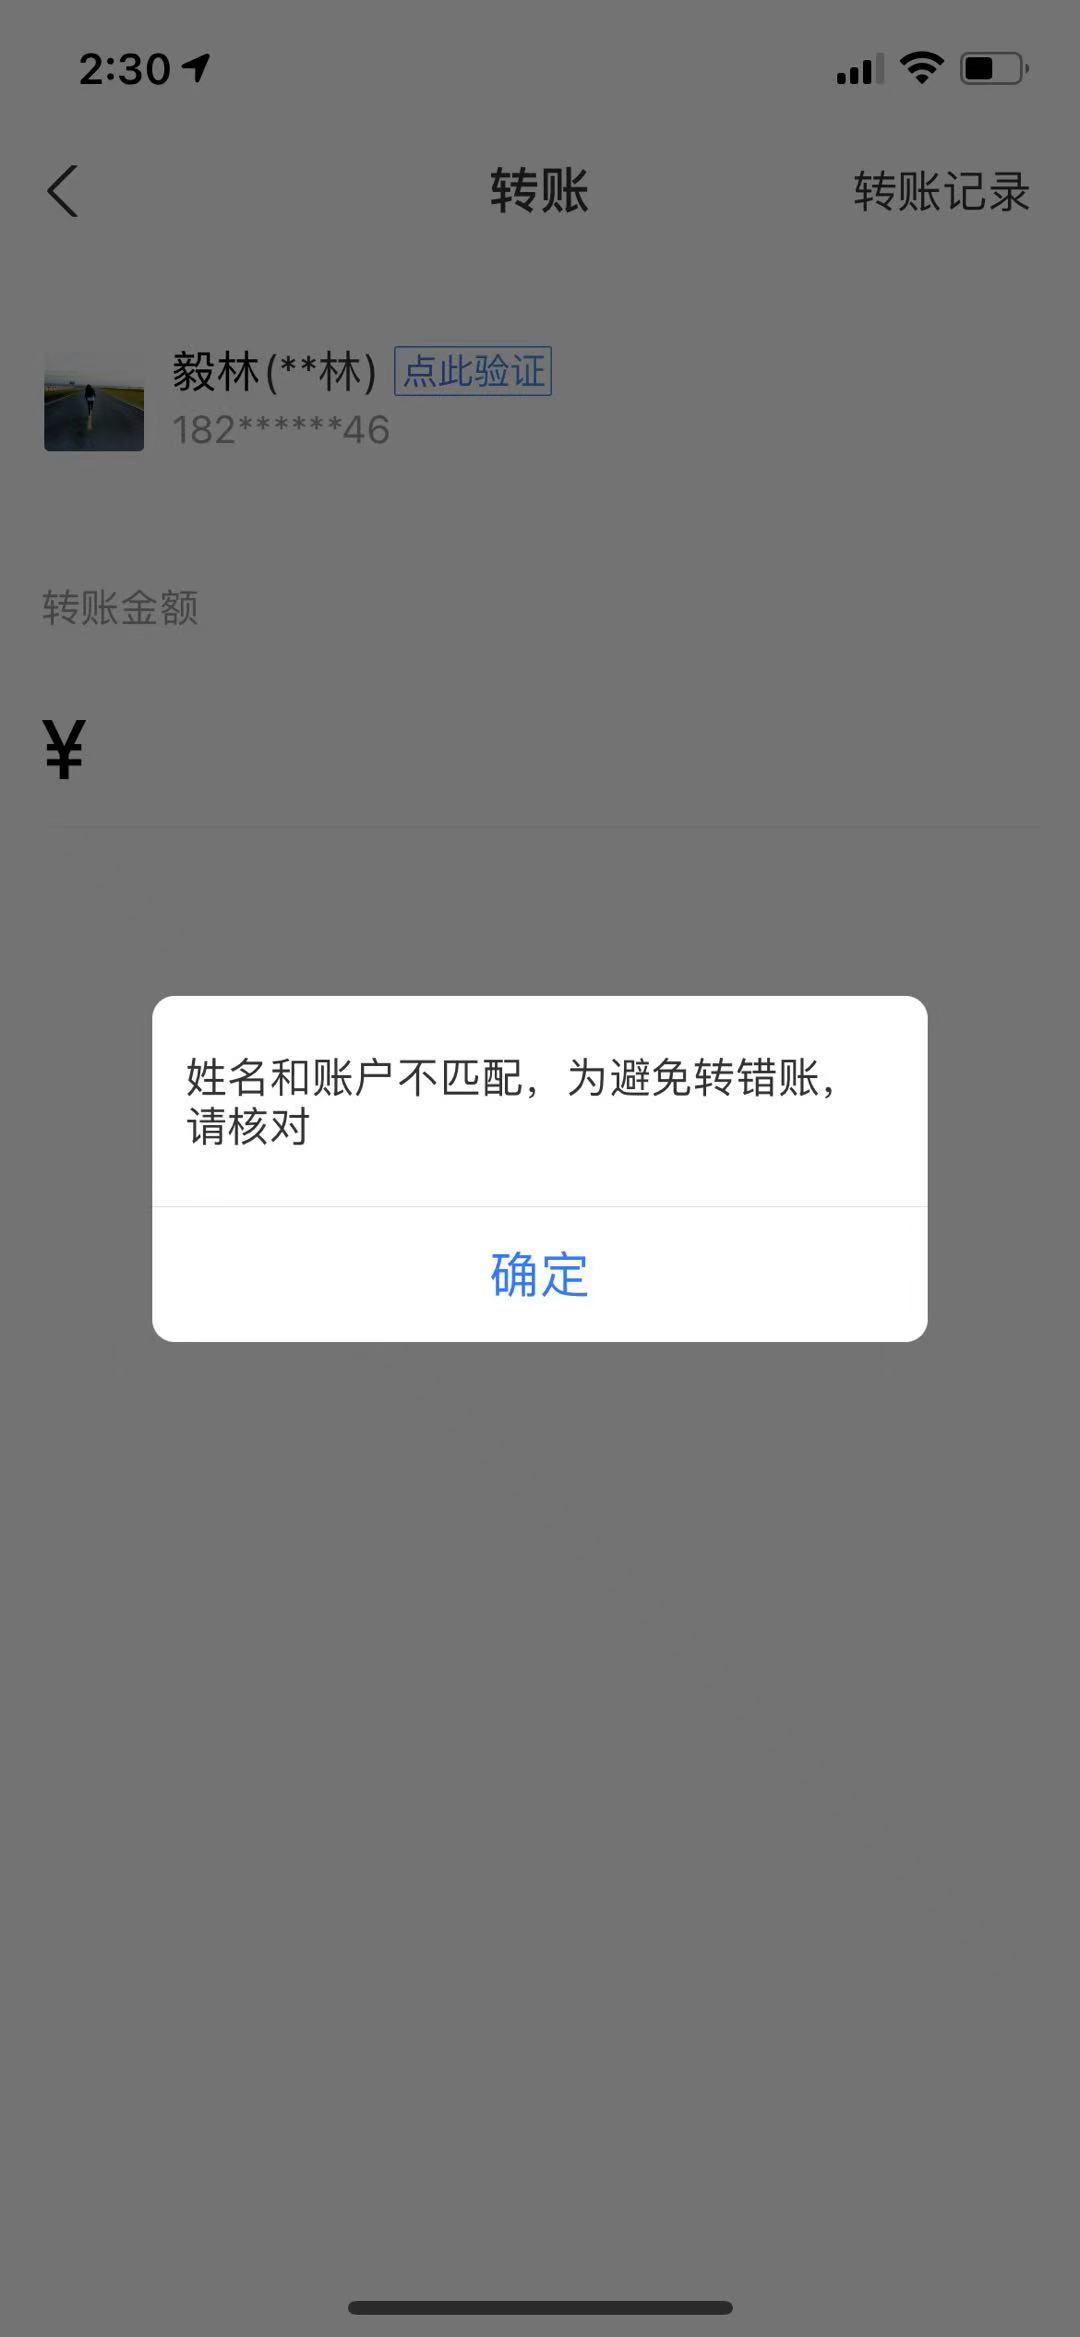 2:30
转账
转账记录
毅林(**林) 点此验证
182******46
转账金额
¥
姓名和账户不匹配，为避免转错账，
请核对
确定